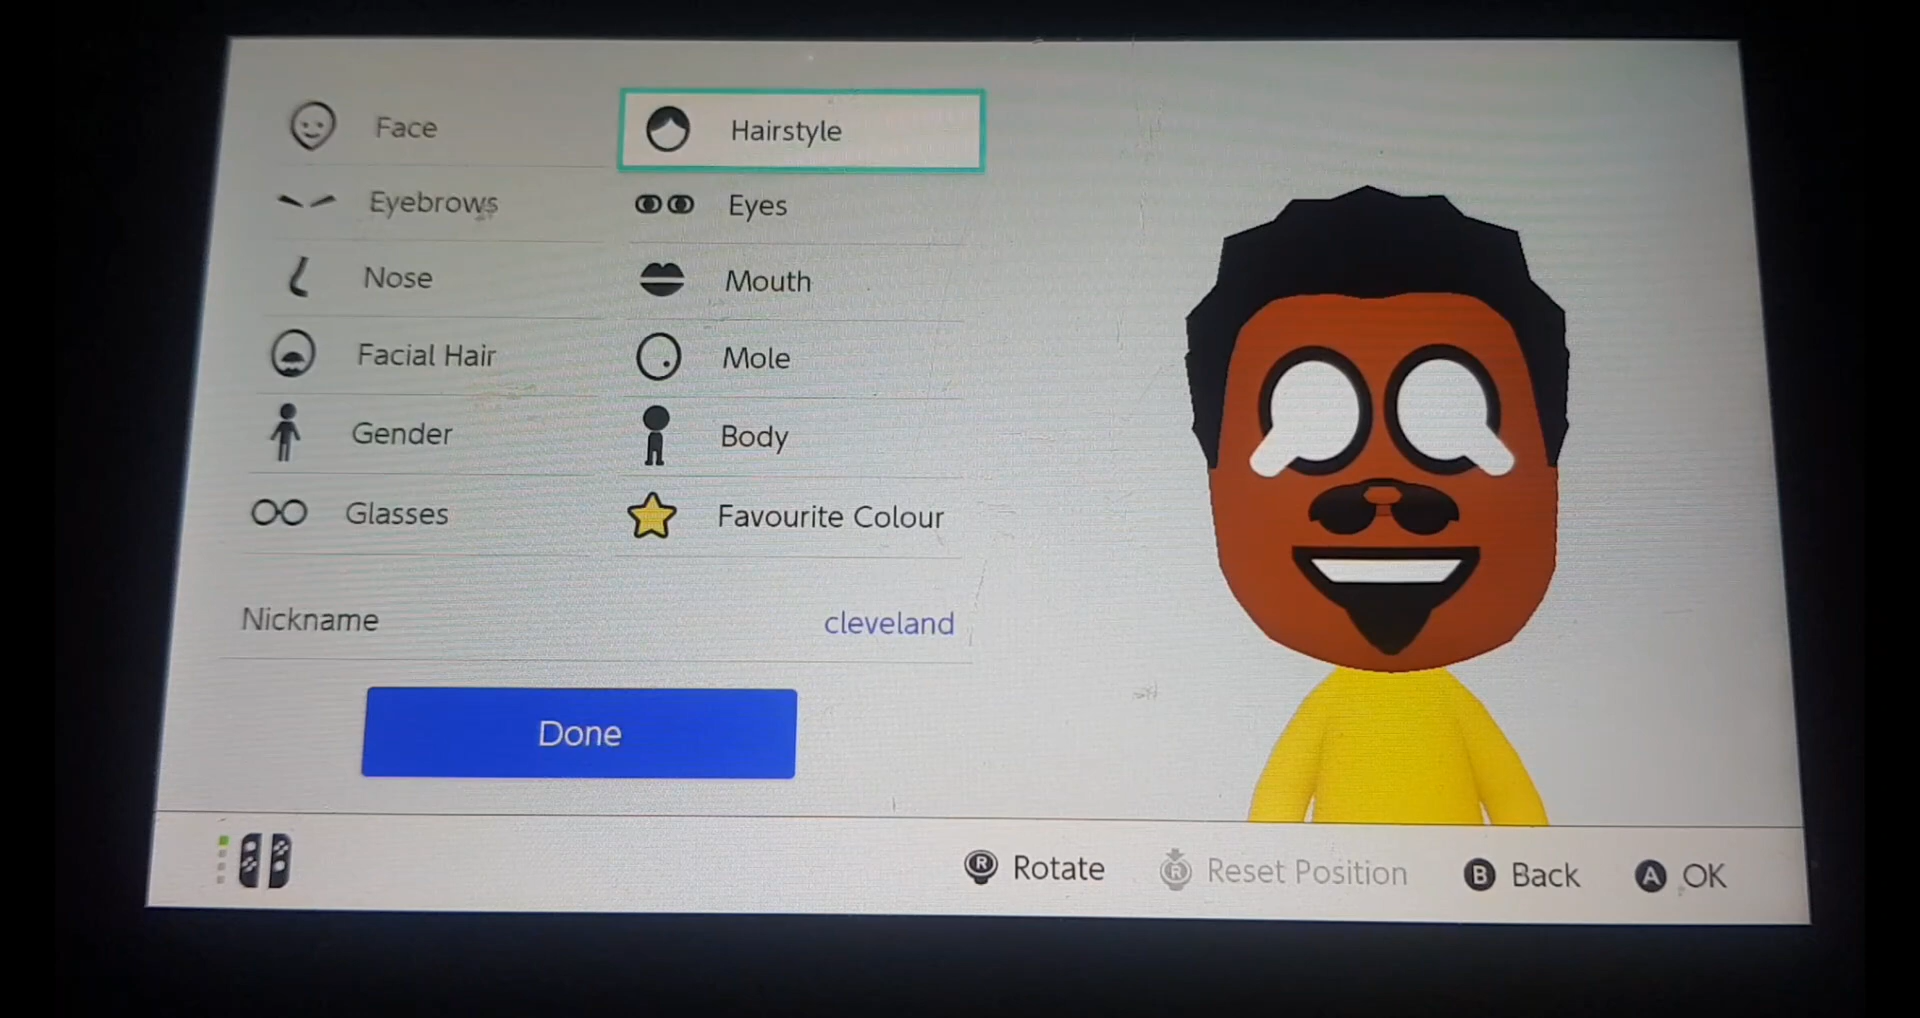 Face
Hairstyle
Eyebrows
Eyes
Nose
Mouth
Facial Hair
Mole
Gender
Body
Glasses
Favourite Colour
Nickname
cleveland
Done
R Rotate
R Reset Position
B Back
A OK